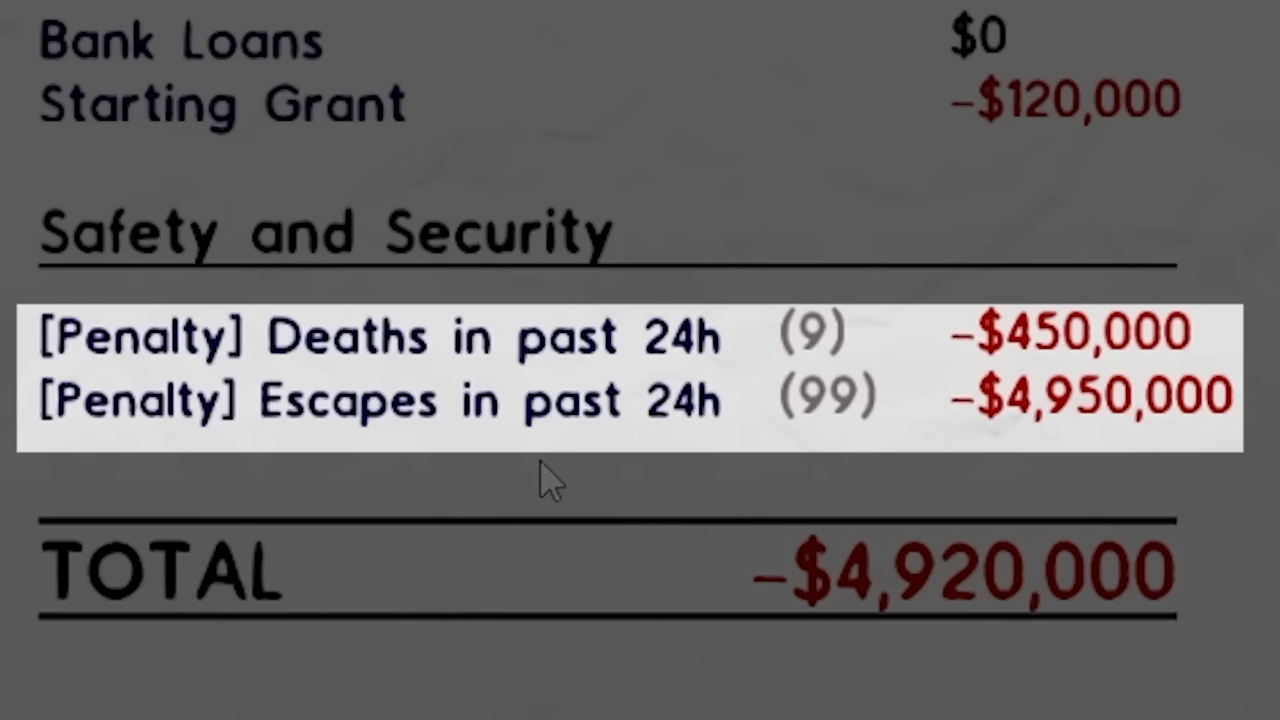 Bank Loans $0
Starting Grant -$120,000
Safety and Security
[Penalty] Deaths in past 24h (9) -$450,000
[Penalty] Escapes in past 24h (99) -$4,950,000
TOTAL -$4,920,000